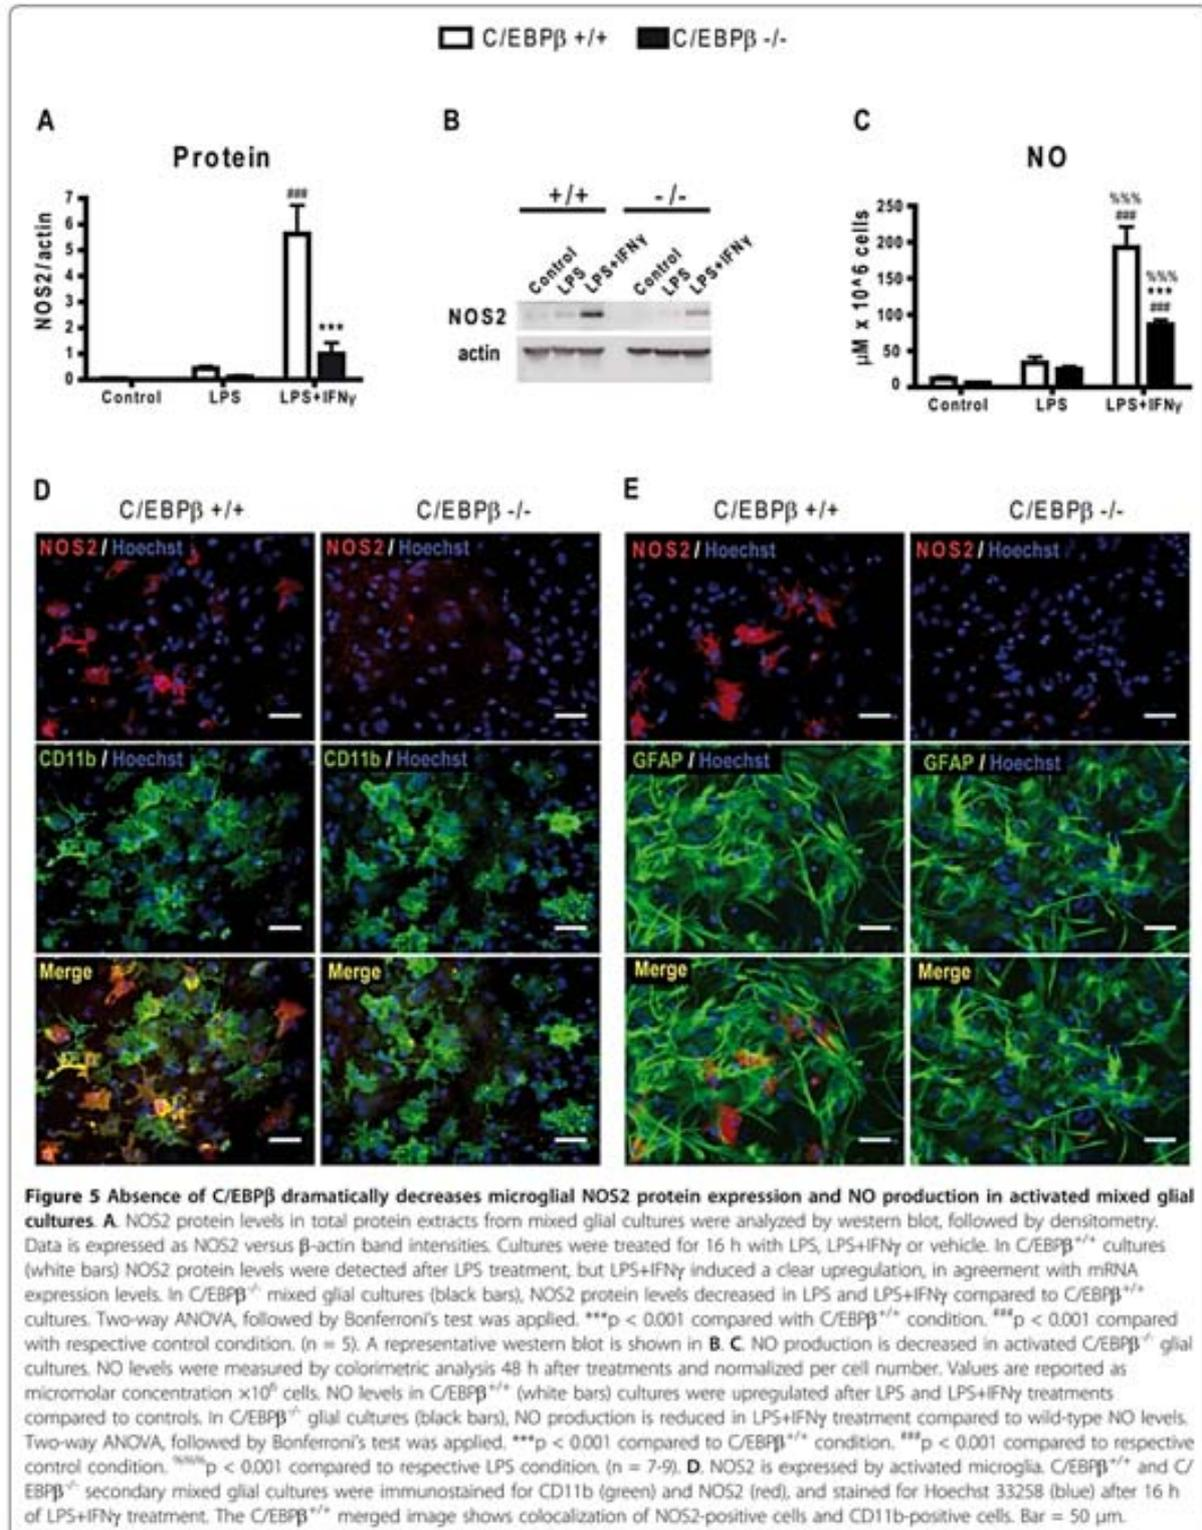 C/EBPβ +/+ C/EBPβ -/-
A
Protein
NOS2/actin
7
6
5
4
3
2
1
0
###
***
Control LPS LPS+IFNγ
B
+/+ -/-
Control LPS LPS+IFNγ Control LPS LPS+IFNγ
NOS2
actin
C
NO
µM x 10^6 cells
250
200
150
100
50
0
%%%
###
%%%
***
###
Control LPS LPS+IFNγ
D
C/EBPβ +/+ C/EBPβ -/-
NOS2 / Hoechst NOS2 / Hoechst
CD11b / Hoechst CD11b / Hoechst
Merge Merge
E
C/EBPβ +/+ C/EBPβ -/-
NOS2 / Hoechst NOS2 / Hoechst
GFAP / Hoechst GFAP / Hoechst
Merge Merge
Figure 5 Absence of C/EBPβ dramatically decreases microglial NOS2 protein expression and NO production in activated mixed glial
cultures. A. NOS2 protein levels in total protein extracts from mixed glial cultures were analyzed by western blot, followed by densitometry.
Data is expressed as NOS2 versus β-actin band intensities. Cultures were treated for 16 h with LPS, LPS+IFNγ or vehicle. In C/EBPβ+/+ cultures
(white bars) NOS2 protein levels were detected after LPS treatment, but LPS+IFNγ induced a clear upregulation, in agreement with mRNA
expression levels. In C/EBPβ-/- mixed glial cultures (black bars), NOS2 protein levels decreased in LPS and LPS+IFNγ compared to C/EBPβ+/+
cultures. Two-way ANOVA, followed by Bonferroni's test was applied. ***p < 0.001 compared with C/EBPβ+/+ condition. ###p < 0.001 compared
with respective control condition. (n = 5). A representative western blot is shown in B. C. NO production is decreased in activated C/EBPβ-/- glial
cultures. NO levels were measured by colorimetric analysis 48 h after treatments and normalized per cell number. Values are reported as
micromolar concentration ×10⁶ cells. NO levels in C/EBPβ+/+ (white bars) cultures were upregulated after LPS and LPS+IFNγ treatments
compared to controls. In C/EBPβ-/- glial cultures (black bars), NO production is reduced in LPS+IFNγ treatment compared to wild-type NO levels.
Two-way ANOVA, followed by Bonferroni's test was applied. ***p < 0.001 compared to C/EBPβ+/+ condition. ###p < 0.001 compared to respective
control condition. %%%p < 0.001 compared to respective LPS condition. (n = 7-9). D. NOS2 is expressed by activated microglia. C/EBPβ+/+ and C/
EBPβ-/- secondary mixed glial cultures were immunostained for CD11b (green) and NOS2 (red), and stained for Hoechst 33258 (blue) after 16 h
of LPS+IFNγ treatment. The C/EBPβ+/+ merged image shows colocalization of NOS2-positive cells and CD11b-positive cells. Bar = 50 μm.